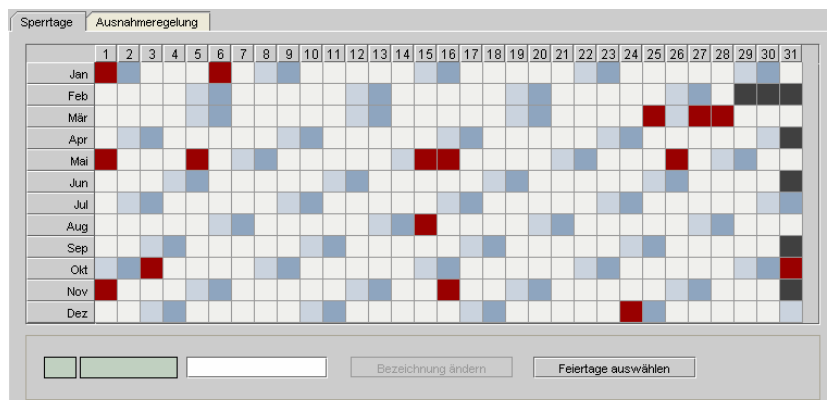 Sperrtage Ausnahmeregelung
1 2 3 4 5 6 7 8 9 10 11 12 13 14 15 16 17 18 19 20 21 22 23 24 25 26 27 28 29 30 31
Jan
Feb
Mär
Apr
Mai
Jun
Jul
Aug
Sep
Okt
Nov
Dez
Bezeichnung ändern Feiertage auswählen